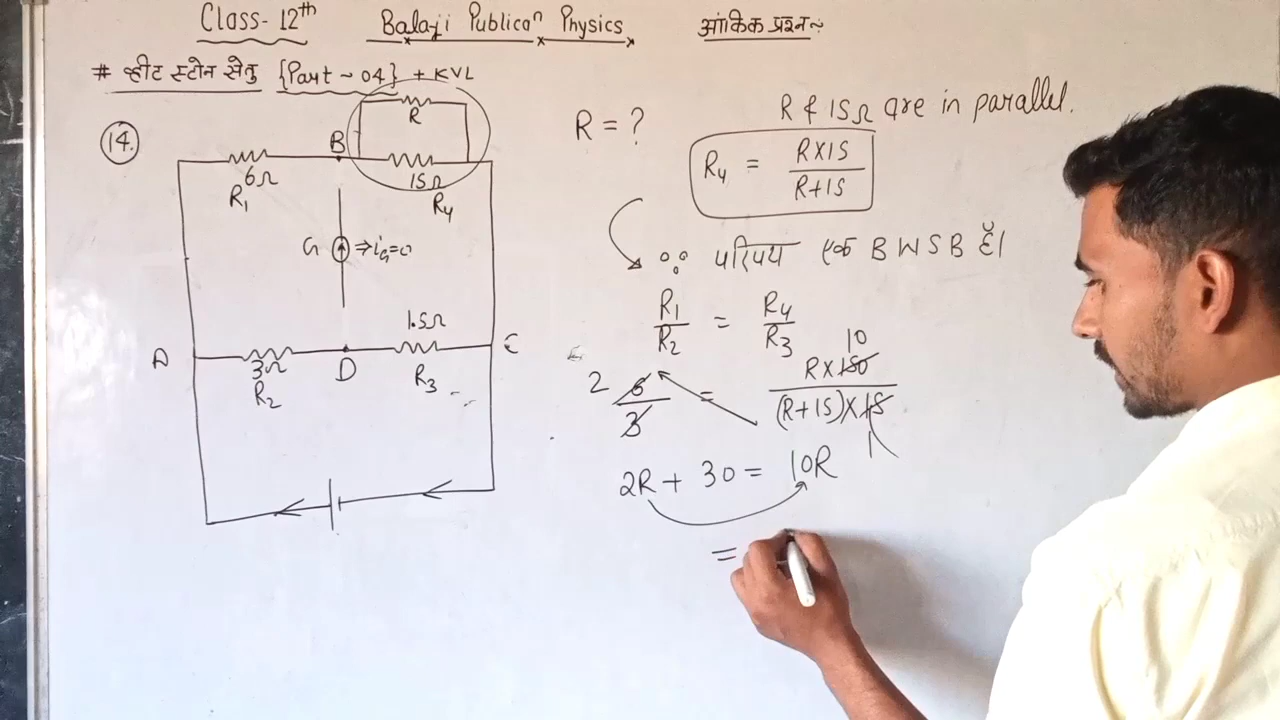 Class- 12th Balaji Publicaⁿ Physics आंकिक प्रश्न~
# व्हीट स्टोन सेतु {Part ~ 04} + KVL
14.
R
B
6Ω
R₁
15Ω
R₄
G ⇒ i_G=0
1.5Ω
A
3Ω
R₂
D
R₃
C
R = ?
R & 15Ω are in parallel.
R₄ = R×15 / R+15
∵ परिपथ एक B W S B है।
R₁/R₂ = R₄/R₃
2 6/3 = R×150 / (R+15)×15
10
1
2R + 30 = 10R
=